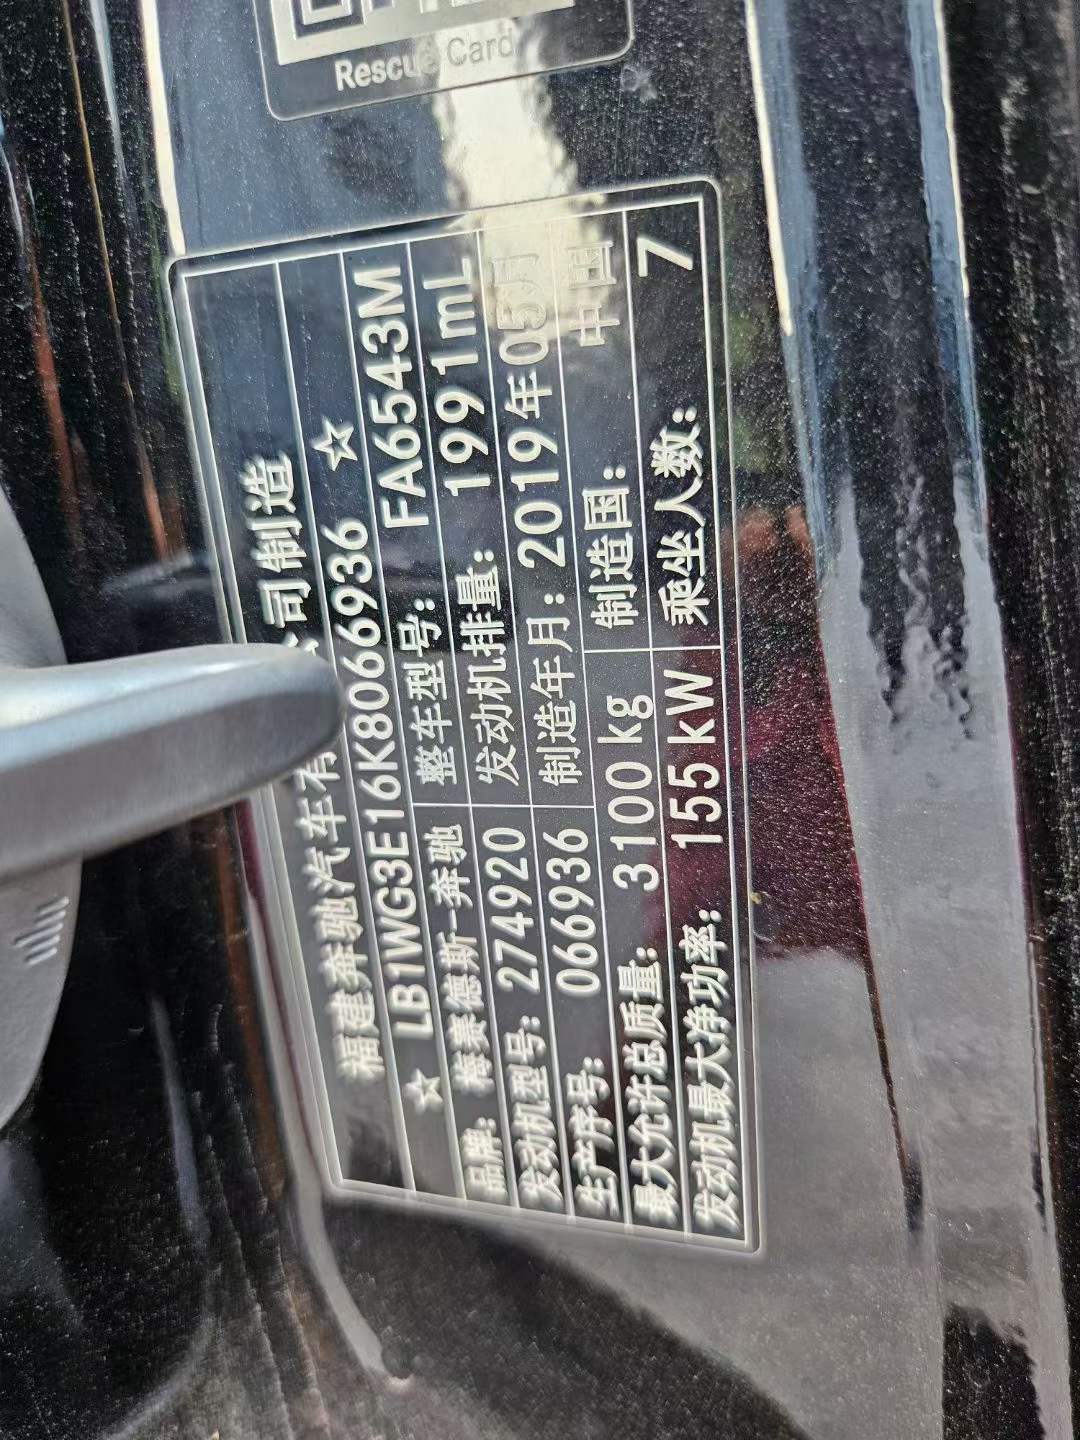 Rescue Card
福建奔驰汽车有 公司制造
☆ LB1WG3E16K8066936 ☆
品牌：梅赛德斯-奔驰 整车型号：FA6543M
发动机型号：274920 发动机排量：1991mL
生产序号：066936 制造年月：2019年05月
最大允许总质量：3100kg 制造国：中国
发动机最大净功率：155kW 乘坐人数：7